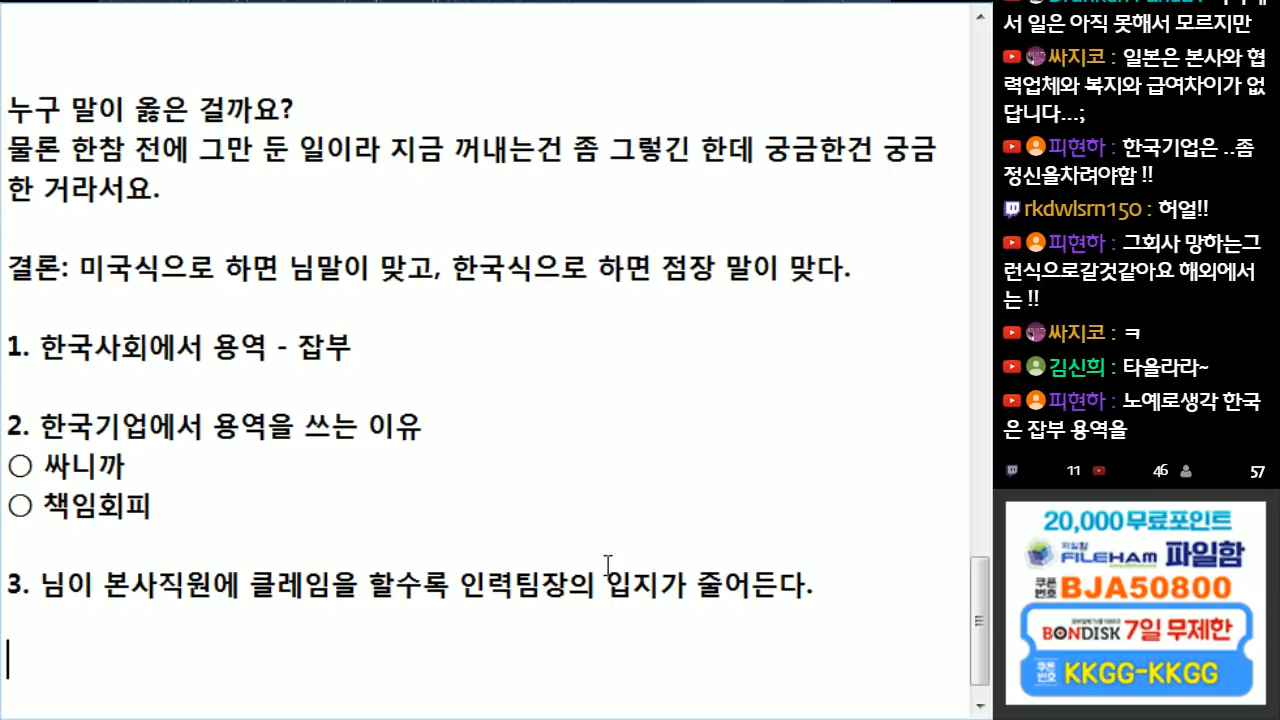 누구 말이 옳은 걸까요?
물론 한참 전에 그만 둔 일이라 지금 꺼내는건 좀 그렇긴 한데 궁금한건 궁금
한 거라서요.
결론: 미국식으로 하면 님말이 맞고, 한국식으로 하면 점장 말이 맞다.
1. 한국사회에서 용역 - 잡부
2. 한국기업에서 용역을 쓰는 이유
○ 싸니까
○ 책임회피
3. 님이 본사직원에 클레임을 할수록 인력팀장의 입지가 줄어든다.
서 일은 아직 못해서 모르지만
싸지코 : 일본은 본사와 협
력업체와 복지와 급여차이가 없
답니다...;
피현하 : 한국기업은 ..좀
정신을차려야함 !!
rkdwlsrn150 : 허얼!!
피현하 : 그회사 망하는그
런식으로갈것같아요 해외에서
는 !!
싸지코 : ㅋ
김신희 : 타올라라~
피현하 : 노예로생각 한국
은 잡부 용역을
11 46 57
20,000무료포인트
파일함 FILEHAM 파일함
쿠폰번호 BJA50800
BONDISK 7일 무제한
쿠폰번호 KKGG-KKGG